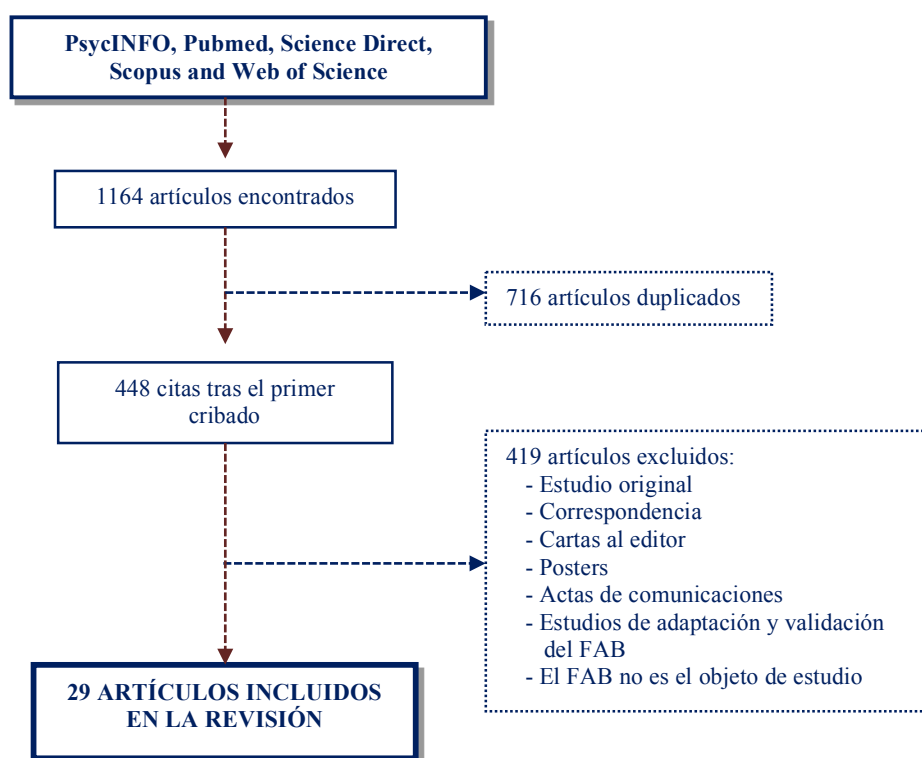 PsycINFO, Pubmed, Science Direct,
Scopus and Web of Science
1164 artículos encontrados
716 artículos duplicados
448 citas tras el primer
cribado
419 artículos excluidos:
- Estudio original
- Correspondencia
- Cartas al editor
- Posters
- Actas de comunicaciones
- Estudios de adaptación y validación
del FAB
- El FAB no es el objeto de estudio
29 ARTÍCULOS INCLUIDOS
EN LA REVISIÓN